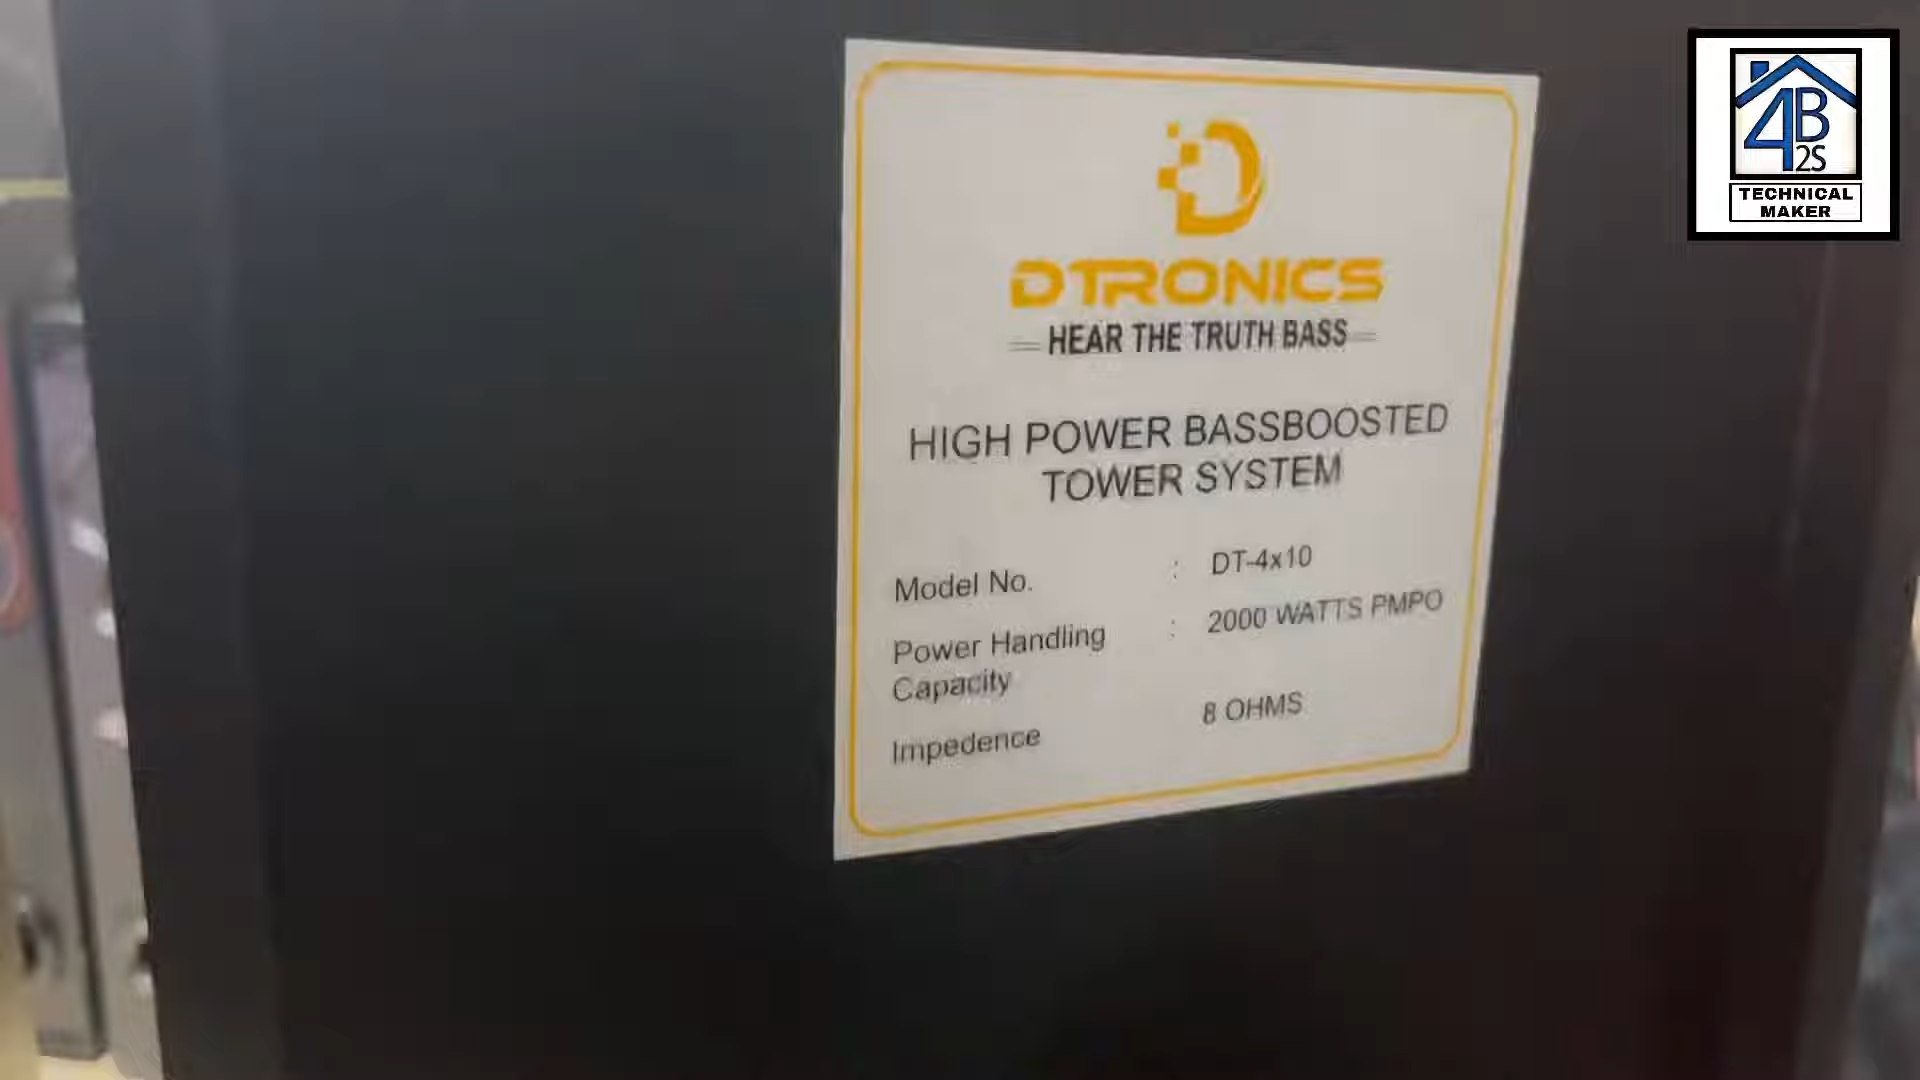 4B
2S
TECHNICAL
MAKER
DTRONICS
HEAR THE TRUTH BASS
HIGH POWER BASSBOOSTED
TOWER SYSTEM
Model No. : DT-4x10
Power Handling : 2000 WATTS PMPO
Capacity
Impedence 8 OHMS